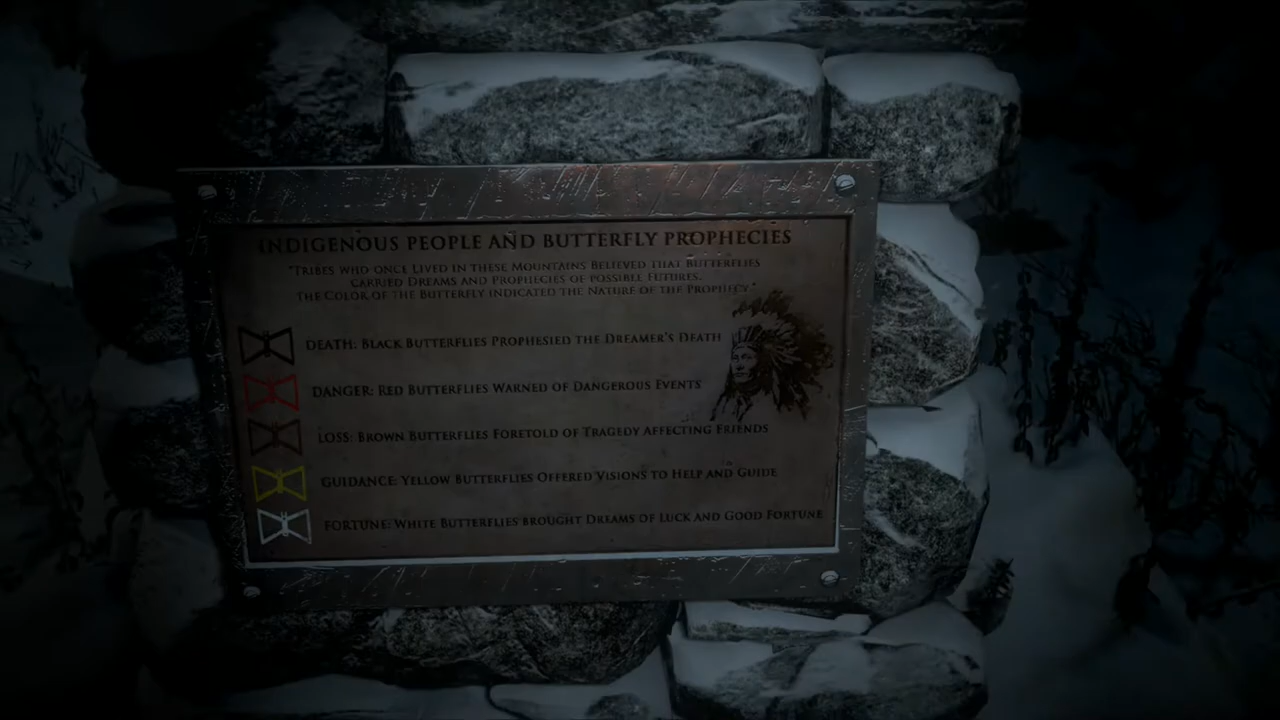 INDIGENOUS PEOPLE AND BUTTERFLY PROPHECIES
"TRIBES WHO ONCE LIVED IN THESE MOUNTAINS BELIEVED THAT BUTTERFLIES
CARRIED DREAMS AND PROPHECIES OF POSSIBLE FUTURES.
THE COLOR OF THE BUTTERFLY INDICATED THE NATURE OF THE PROPHECY."
DEATH: BLACK BUTTERFLIES PROPHESIED THE DREAMER'S DEATH
DANGER: RED BUTTERFLIES WARNED OF DANGEROUS EVENTS
LOSS: BROWN BUTTERFLIES FORETOLD OF TRAGEDY AFFECTING FRIENDS
GUIDANCE: YELLOW BUTTERFLIES OFFERED VISIONS TO HELP AND GUIDE
FORTUNE: WHITE BUTTERFLIES BROUGHT DREAMS OF LUCK AND GOOD FORTUNE